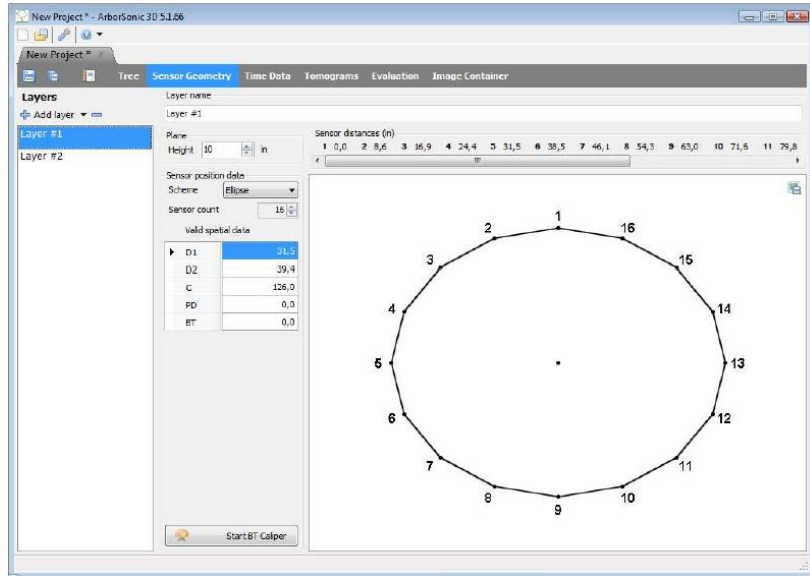 New Project * - ArborSonic 3D 5.1.66
New Project *
Tree Sensor Geometry Time Data Tomograms Evaluation Image Container
Layers
Add layer
Layer #1
Layer #2
Layer name
Layer #1
Plane
Height 10 in
Sensor distances (in)
1 0,0 2 8,6 3 16,9 4 24,4 5 31,5 6 38,5 7 46,1 8 54,3 9 63,0 10 71,6 11 79,8
Sensor position data
Scheme Ellipse
Sensor count 16
Valid spatial data
D1 31,5
D2 39,4
C 126,0
PD 0,0
BT 0,0
Start BT Caliper
1
2 16
3 15
4 14
5 13
6 12
7 11
8 10
9